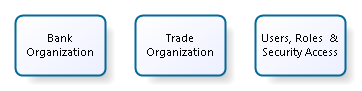 Bank
Organization
Trade
Organization
Users, Roles  &
Security Access